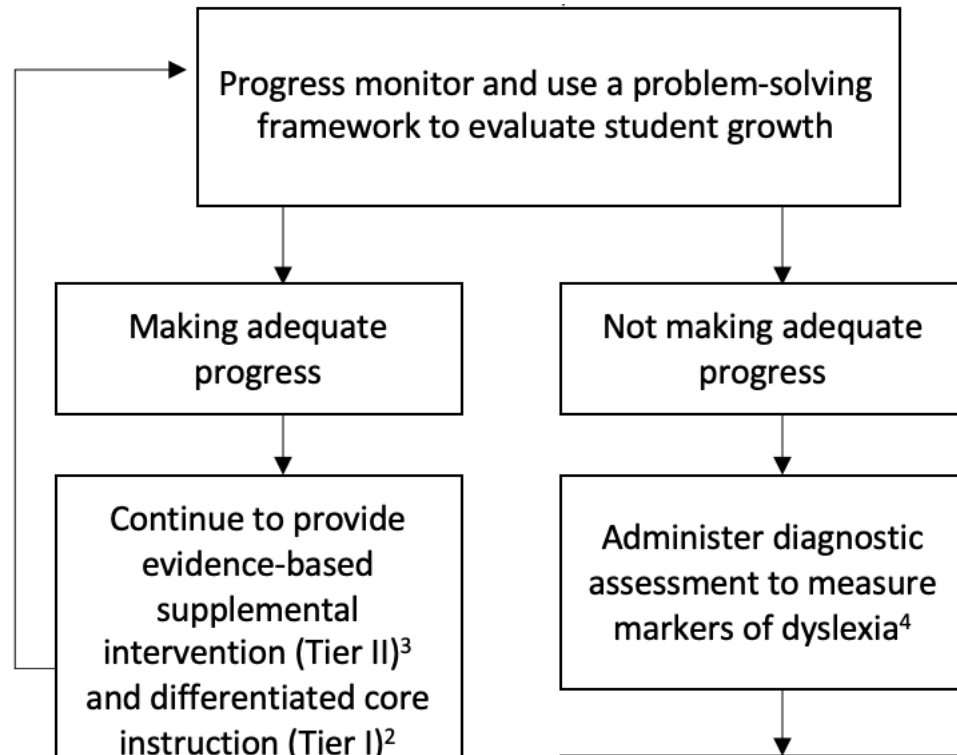 Progress monitor and use a problem-solving
framework to evaluate student growth
Making adequate
progress
Not making adequate
progress
Continue to provide
evidence-based
supplemental
intervention (Tier II)³
and differentiated core
instruction (Tier I)²
Administer diagnostic
assessment to measure
markers of dyslexia⁴